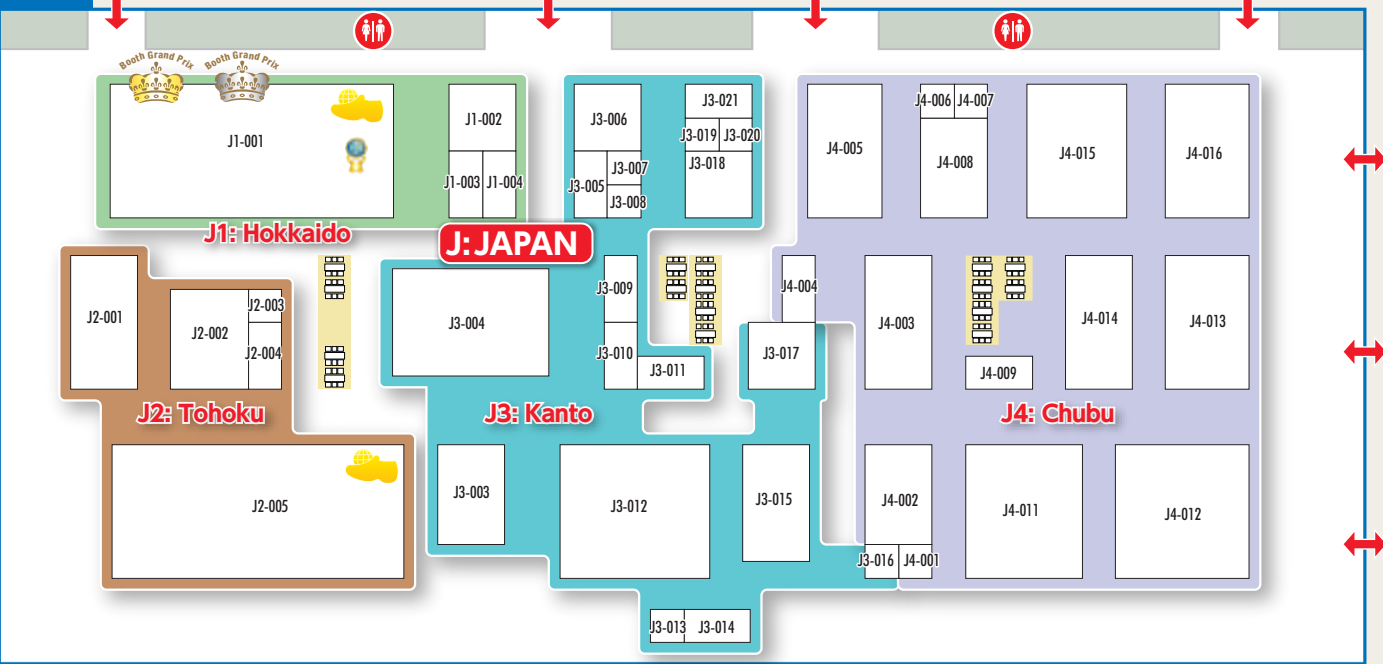 Booth Grand Prix
Booth Grand Prix
J1-001
J1-002
J1-003
J1-004
J1: Hokkaido
J: JAPAN
J3-006
J3-005
J3-007
J3-008
J3-021
J3-019
J3-020
J3-018
J4-005
J4-006
J4-007
J4-008
J4-015
J4-016
J2-001
J2-002
J2-003
J2-004
J2: Tohoku
J2-005
J3-004
J3-009
J3-010
J3-011
J3-017
J3: Kanto
J3-003
J3-012
J3-015
J3-016
J3-013
J3-014
J4-004
J4-003
J4-009
J4-014
J4-013
J4: Chubu
J4-002
J4-001
J4-011
J4-012